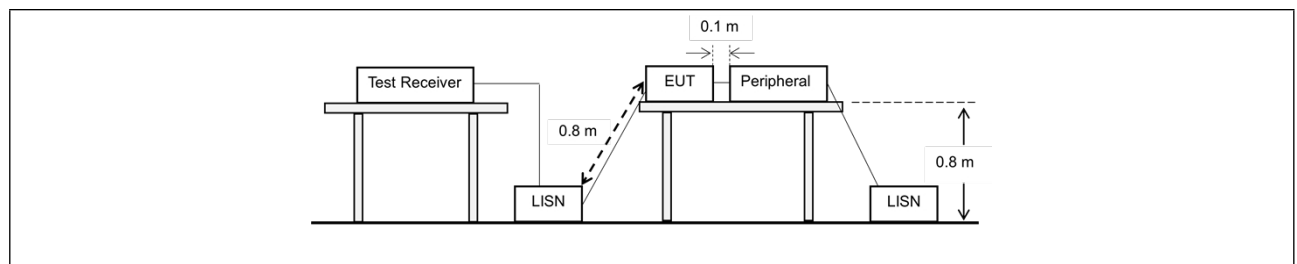 0.1 m
Test Receiver
EUT
Peripheral
0.8 m
0.8 m
LISN
LISN